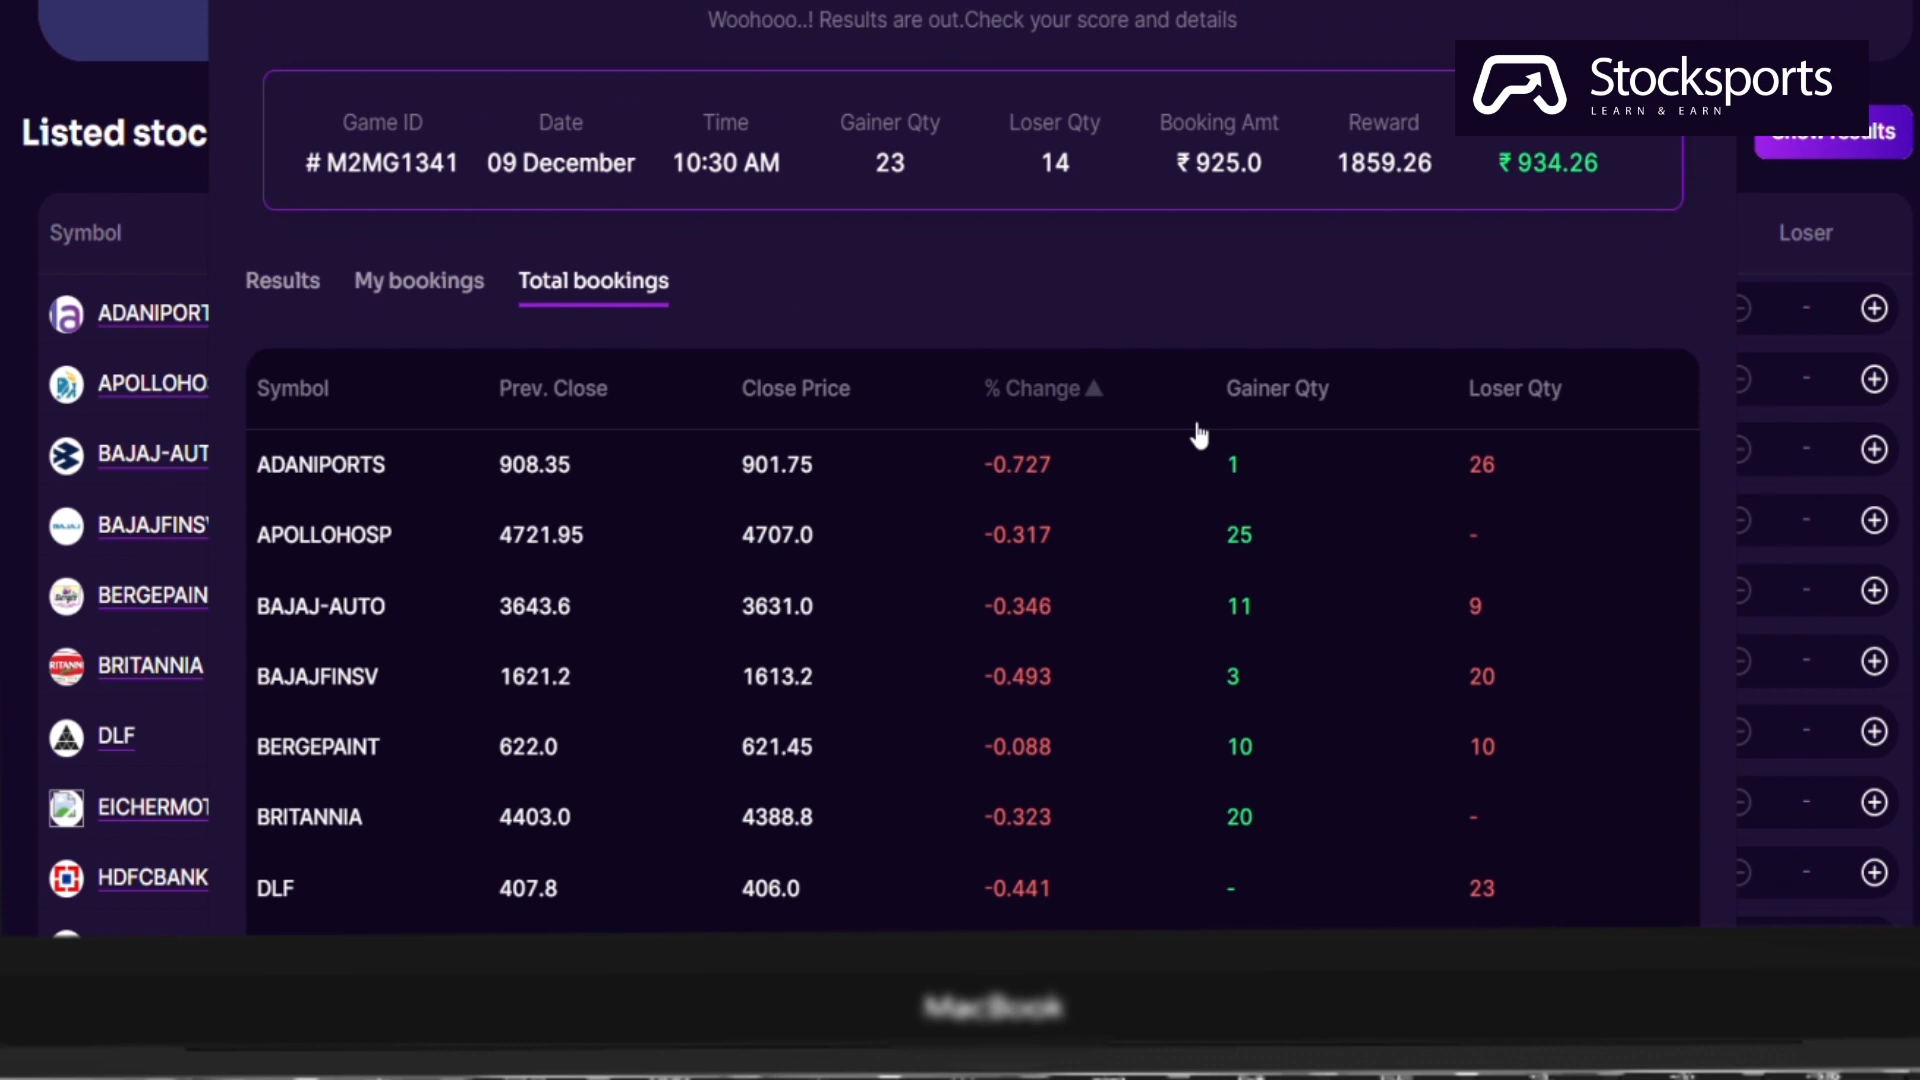 Woohooo..! Results are out.Check your score and details
Stocksports
LEARN & EARN
Listed stoc
Game ID Date Time Gainer Qty Loser Qty Booking Amt Reward
# M2MG1341 09 December 10:30 AM 23 14 ₹ 925.0 1859.26 ₹ 934.26
Symbol Loser
Results My bookings Total bookings
ADANIPORT -
APOLLOHO -
BAJAJ-AUT -
BAJAJFINSV -
BERGEPAIN -
BRITANNIA -
DLF -
EICHERMOT -
HDFCBANK -
Symbol Prev. Close Close Price % Change ▲ Gainer Qty Loser Qty
ADANIPORTS 908.35 901.75 -0.727 1 26
APOLLOHOSP 4721.95 4707.0 -0.317 25 -
BAJAJ-AUTO 3643.6 3631.0 -0.346 11 9
BAJAJFINSV 1621.2 1613.2 -0.493 3 20
BERGEPAINT 622.0 621.45 -0.088 10 10
BRITANNIA 4403.0 4388.8 -0.323 20 -
DLF 407.8 406.0 -0.441 - 23
MacBook